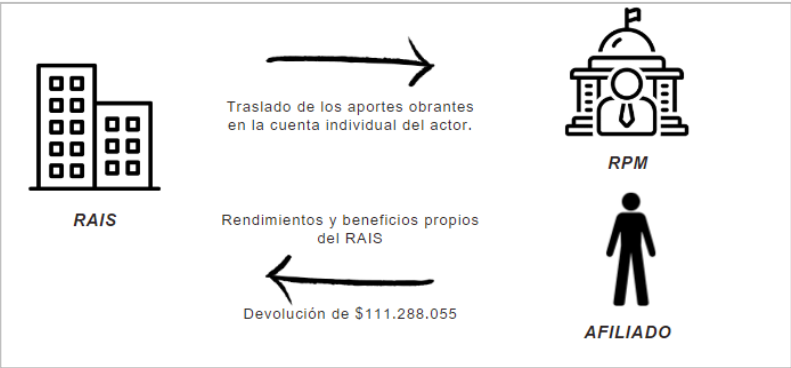 Traslado de los aportes obrantes
en la cuenta individual del actor.
RPM
RAIS
Rendimientos y beneficios propios
del RAIS
Devolución de $111.288.055
AFILIADO